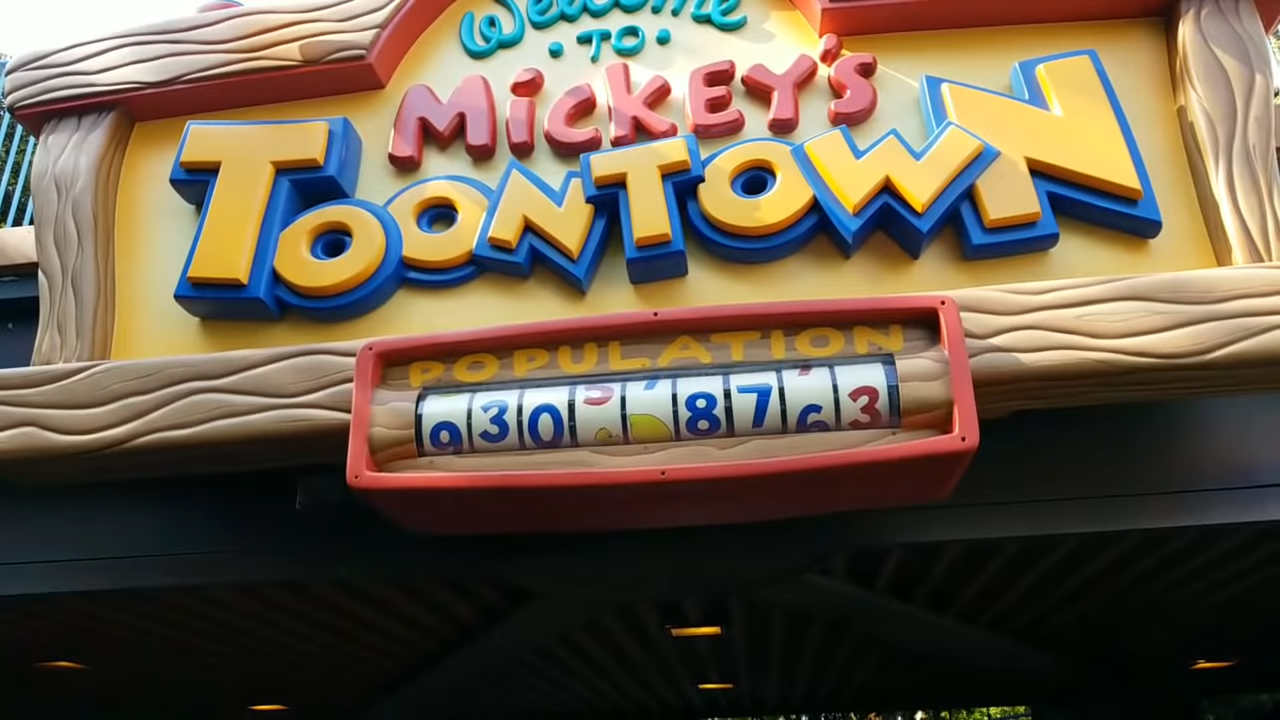 Welcome
•TO•
MICKEY'S
TOONTOWN
POPULATION
930 8763